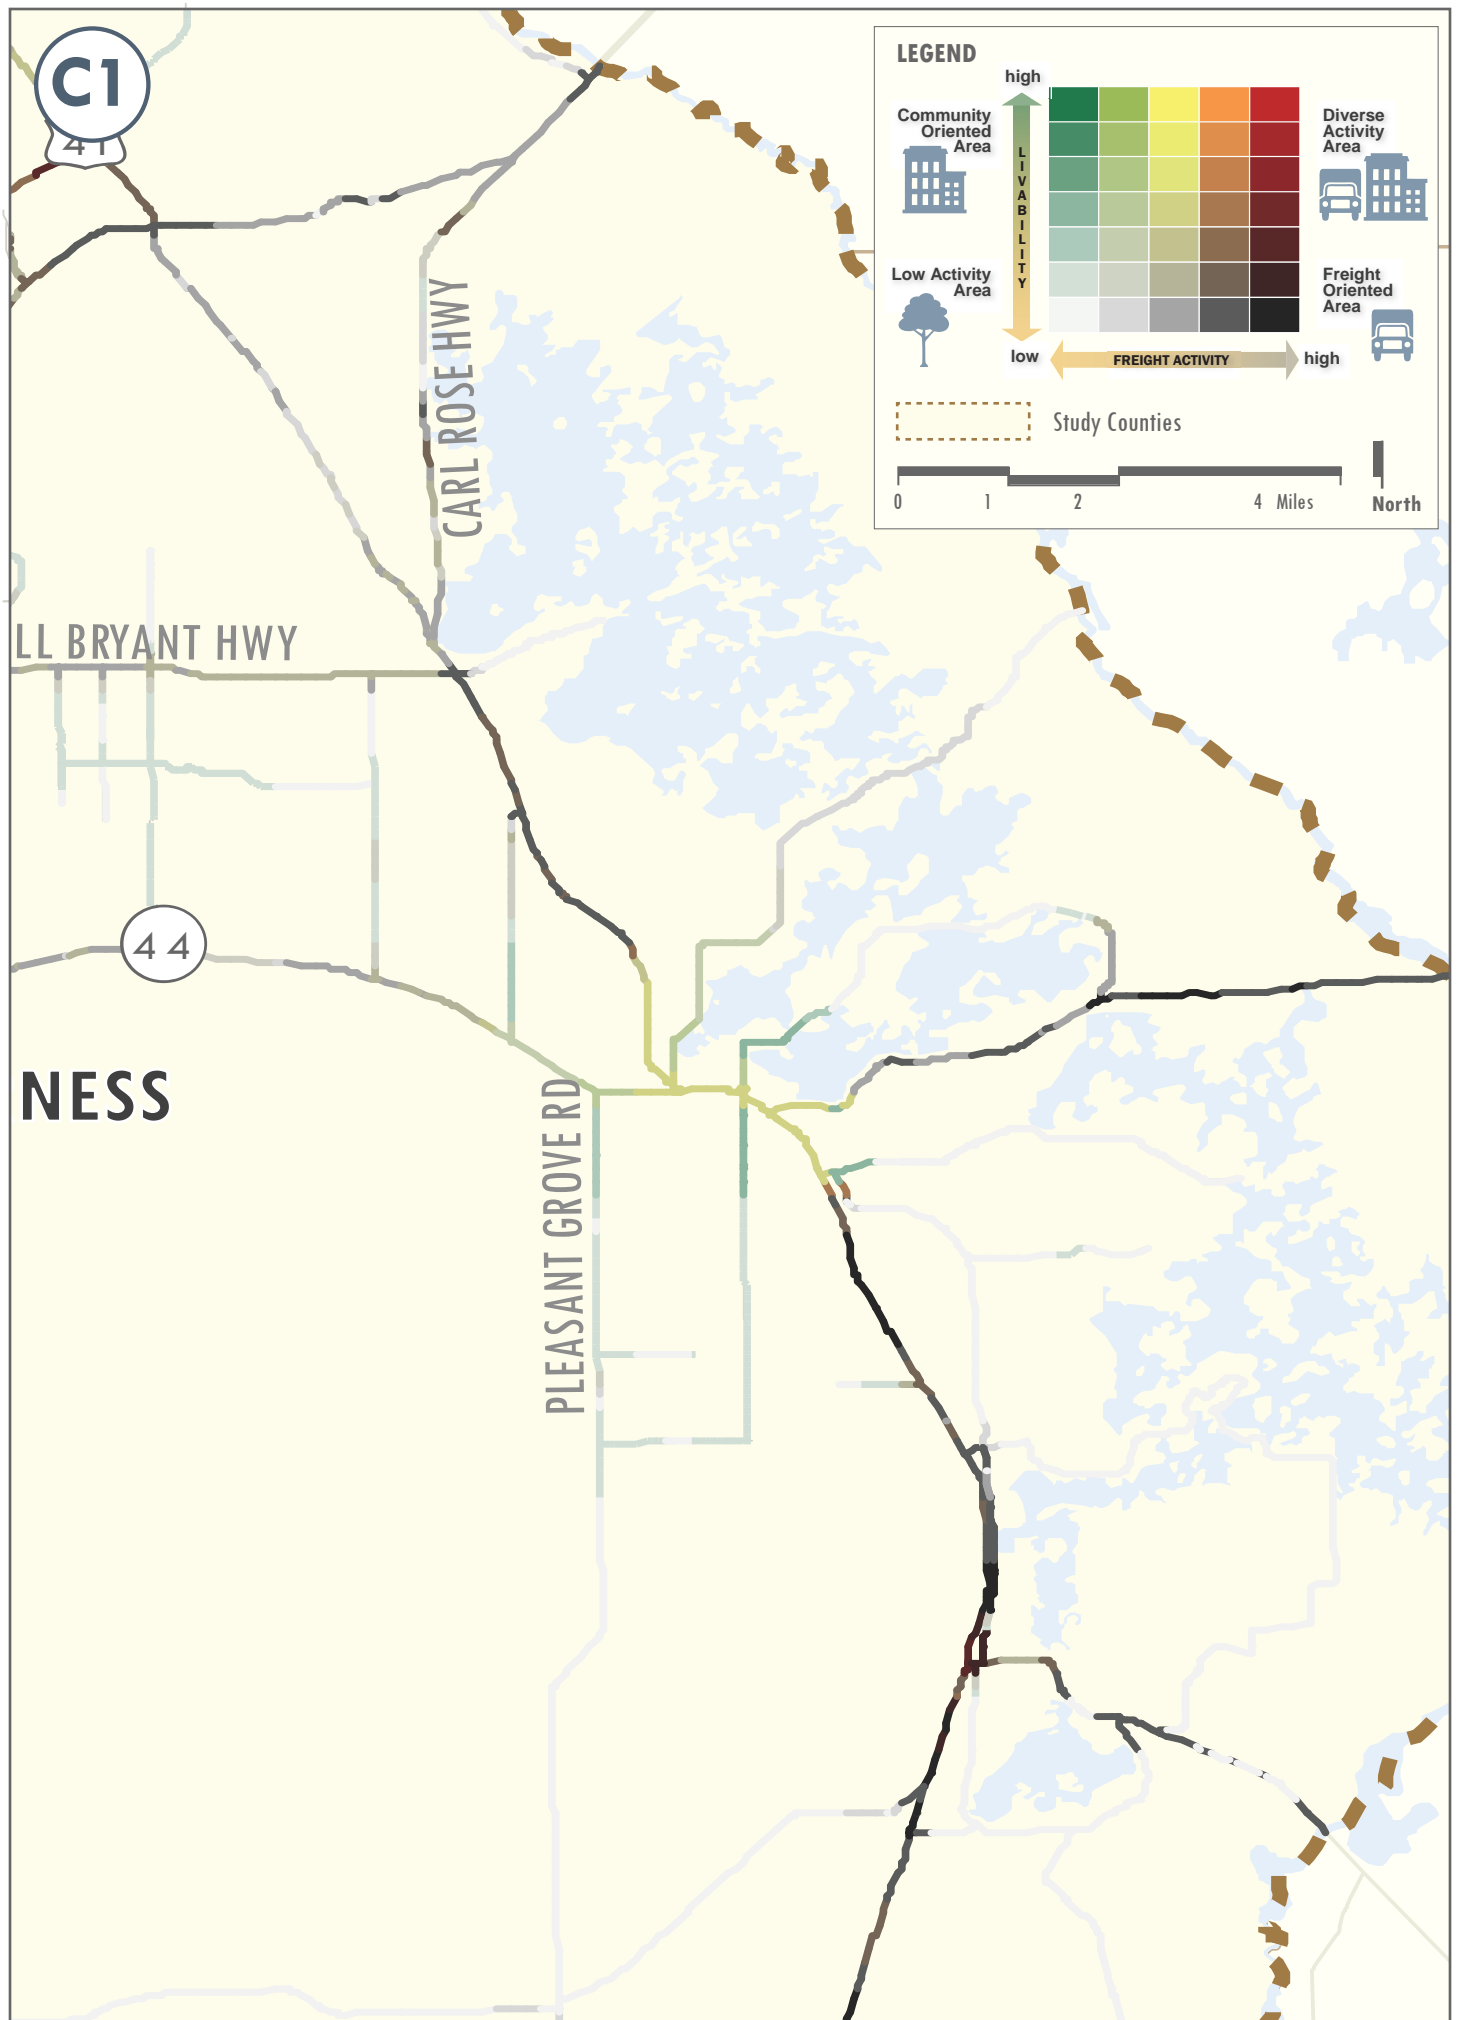 C1
41
LEGEND
high
Community
Oriented
Area
LIVABILITY
Diverse
Activity
Area
Low Activity
Area
Freight
Oriented
Area
low
FREIGHT ACTIVITY
high
Study Counties
0 1 2 4 Miles
North
CARL ROSE HWY
LL BRYANT HWY
44
NESS
PLEASANT GROVE RD